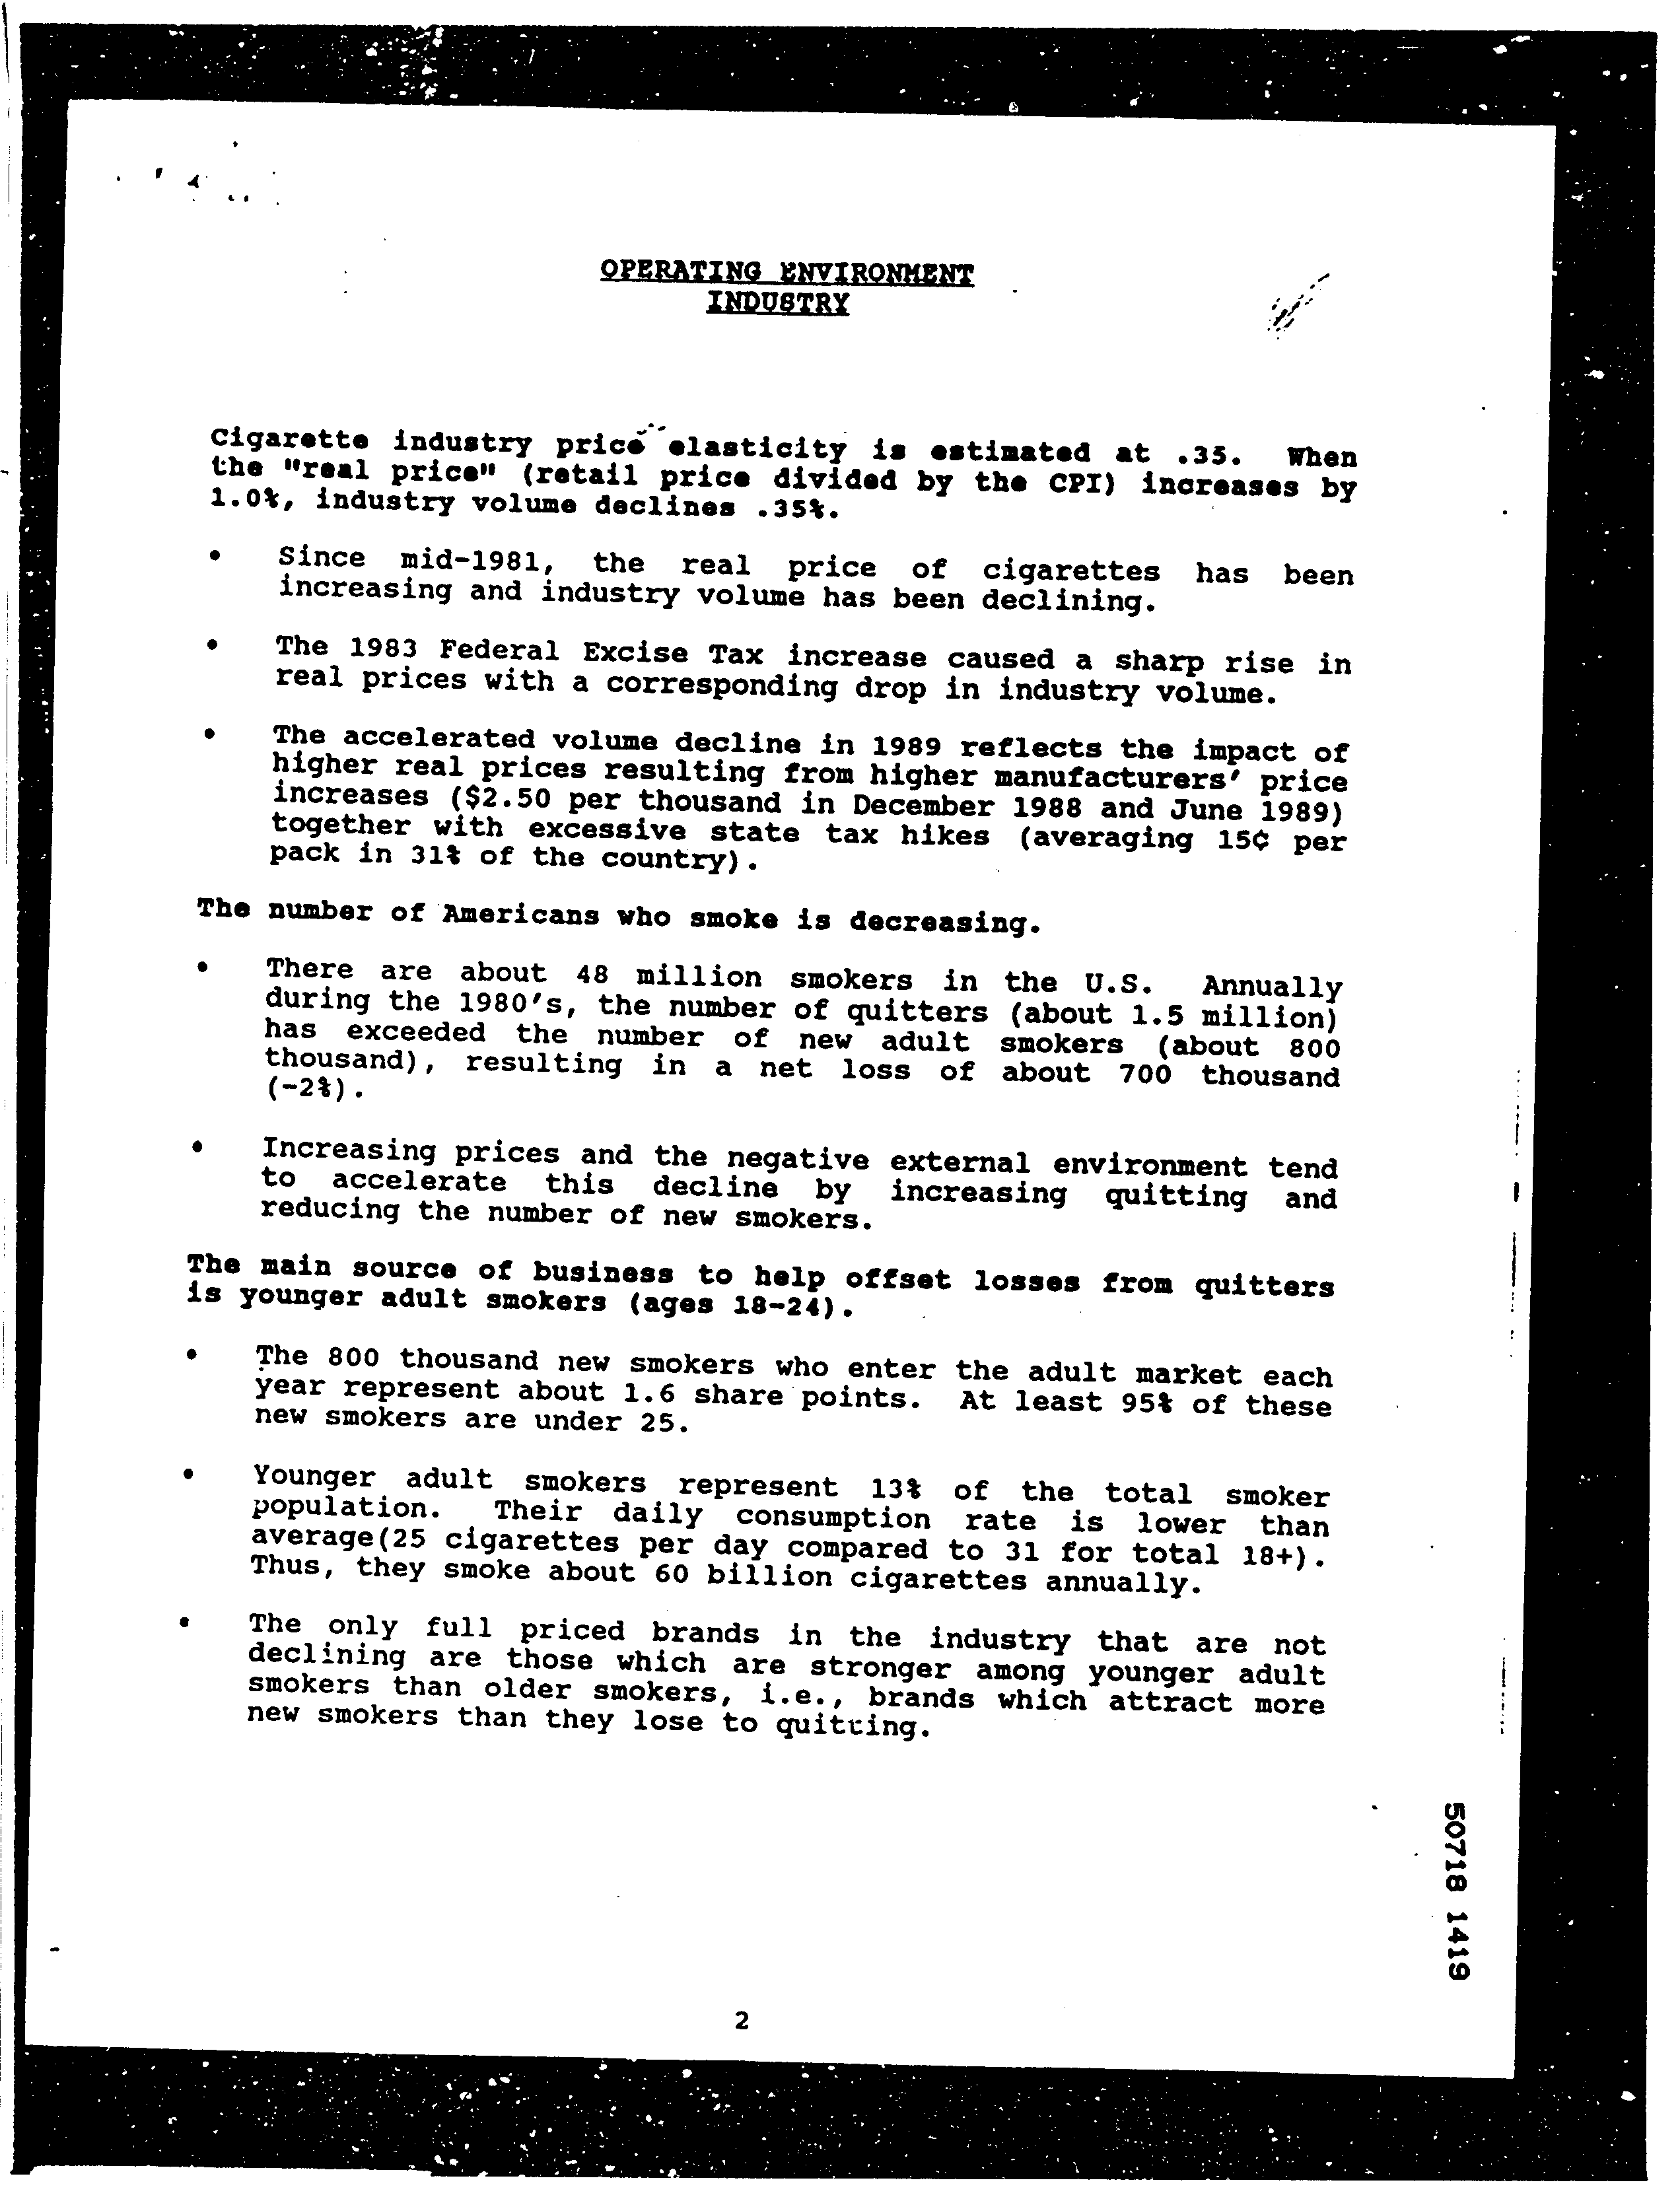 OPERATING ENVIRONMENT
INDUSTRY
Cigarette industry price elasticity is estimated at .35. When
the "real price" (retail price divided by the CPI) increases by
1.0%, industry volume declines .35%.
• Since mid-1981, the real price of cigarettes has been
increasing and industry volume has been declining.
• The 1983 Federal Excise Tax increase caused a sharp rise in
real prices with a corresponding drop in industry volume.
• The accelerated volume decline in 1989 reflects the impact of
higher real prices resulting from higher manufacturers' price
increases ($2.50 per thousand in December 1988 and June 1989)
together with excessive state tax hikes (averaging 15¢ per
pack in 31% of the country).
The number of Americans who smoke is decreasing.
• There are about 48 million smokers in the U.S. Annually
during the 1980's, the number of quitters (about 1.5 million)
has exceeded the number of new adult smokers (about 800
thousand), resulting in a net loss of about 700 thousand
(-2%).
• Increasing prices and the negative external environment tend
to accelerate this decline by increasing quitting and
reducing the number of new smokers.
The main source of business to help offset losses from quitters
is younger adult smokers (ages 18-24).
• The 800 thousand new smokers who enter the adult market each
year represent about 1.6 share points. At least 95% of these
new smokers are under 25.
• Younger adult smokers represent 13% of the total smoker
population. Their daily consumption rate is lower than
average(25 cigarettes per day compared to 31 for total 18+).
Thus, they smoke about 60 billion cigarettes annually.
• The only full priced brands in the industry that are not
declining are those which are stronger among younger adult
smokers than older smokers, i.e., brands which attract more
new smokers than they lose to quitting.
50718 1419
2